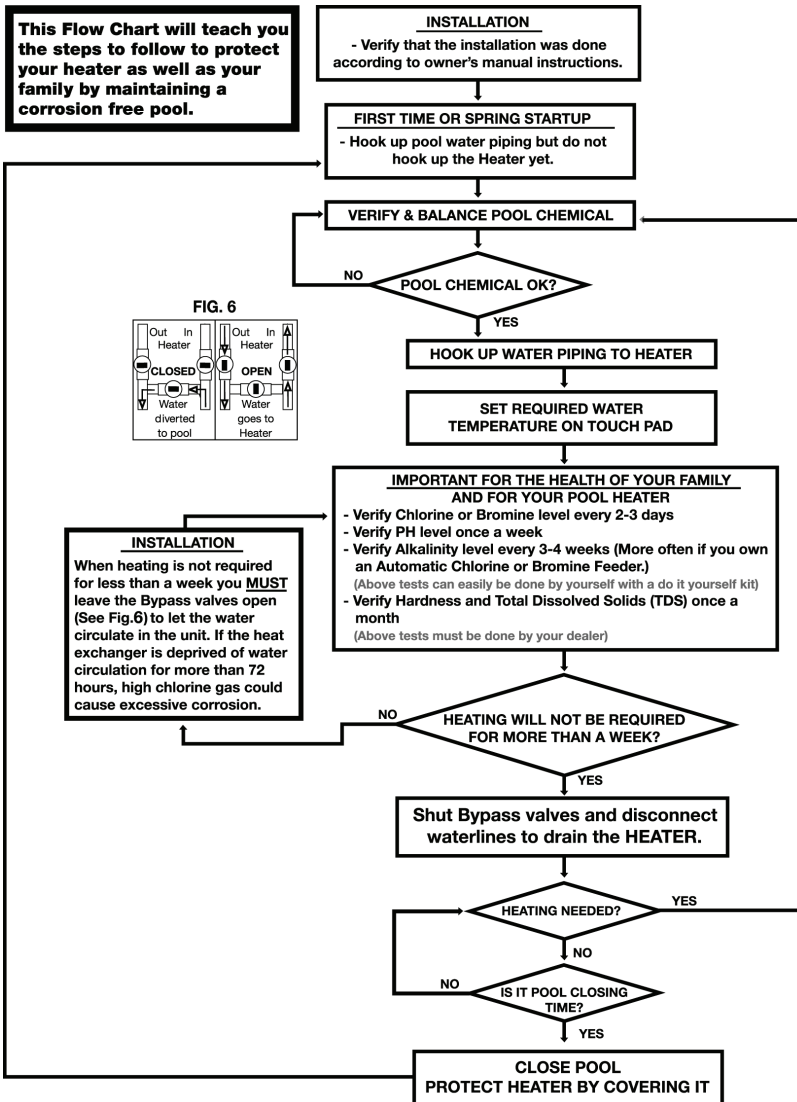 This Flow Chart will teach you
the steps to follow to protect
your heater as well as your
family by maintaining a
corrosion free pool.
INSTALLATION
- Verify that the installation was done
according to owner's manual instructions.
FIRST TIME OR SPRING STARTUP
- Hook up pool water piping but do not
hook up the Heater yet.
VERIFY & BALANCE POOL CHEMICAL
NO
POOL CHEMICAL OK?
YES
FIG. 6
Out In
Heater
CLOSED
Water
diverted
to pool
Out In
Heater
OPEN
Water
goes to
Heater
HOOK UP WATER PIPING TO HEATER
SET REQUIRED WATER
TEMPERATURE ON TOUCH PAD
IMPORTANT FOR THE HEALTH OF YOUR FAMILY
AND FOR YOUR POOL HEATER
- Verify Chlorine or Bromine level every 2-3 days
- Verify PH level once a week
- Verify Alkalinity level every 3-4 weeks (More often if you own
an Automatic Chlorine or Bromine Feeder.)
(Above tests can easily be done by yourself with a do it yourself kit)
- Verify Hardness and Total Dissolved Solids (TDS) once a
month
(Above tests must be done by your dealer)
INSTALLATION
When heating is not required
for less than a week you MUST
leave the Bypass valves open
(See Fig.6) to let the water
circulate in the unit. If the heat
exchanger is deprived of water
circulation for more than 72
hours, high chlorine gas could
cause excessive corrosion.
NO
HEATING WILL NOT BE REQUIRED
FOR MORE THAN A WEEK?
YES
Shut Bypass valves and disconnect
waterlines to drain the HEATER.
HEATING NEEDED?
YES
NO
NO
IS IT POOL CLOSING
TIME?
YES
CLOSE POOL
PROTECT HEATER BY COVERING IT